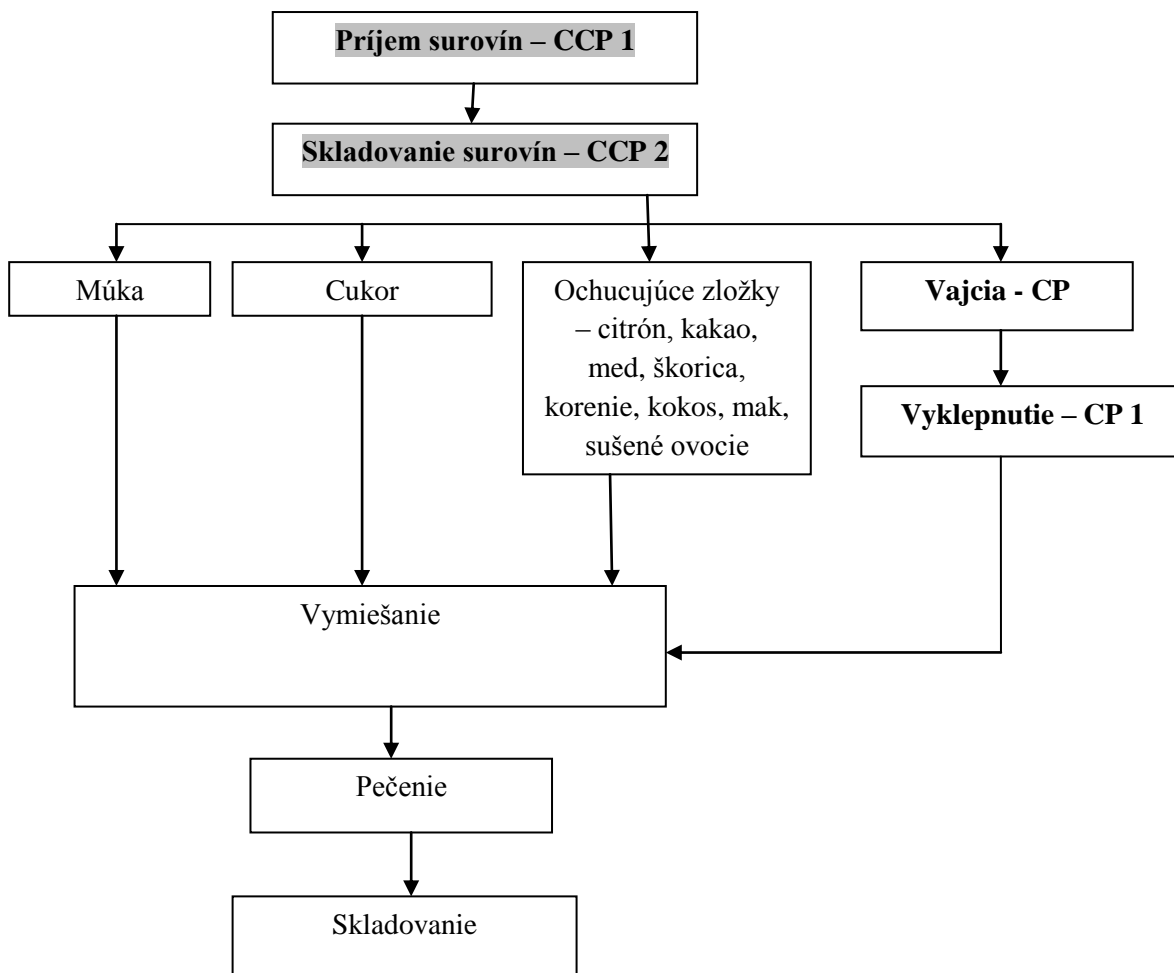 Príjem surovín – CCP 1
Skladovanie surovín – CCP 2
Múka
Cukor
Ochucujúce zložky
– citrón, kakao,
med, škorica,
korenie, kokos, mak,
sušené ovocie
Vajcia - CP
Vyklepnutie – CP 1
Vymiešanie
Pečenie
Skladovanie